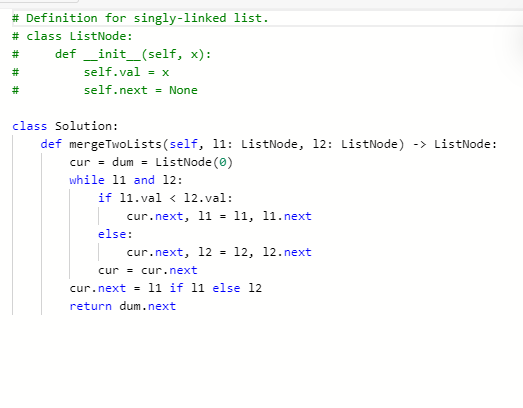 # Definition for singly-linked list.
# class ListNode:
#     def __init__(self, x):
#         self.val = x
#         self.next = None

class Solution:
    def mergeTwoLists(self, l1: ListNode, l2: ListNode) -> ListNode:
        cur = dum = ListNode(0)
        while l1 and l2:
            if l1.val < l2.val:
                cur.next, l1 = l1, l1.next
            else:
                cur.next, l2 = l2, l2.next
            cur = cur.next
        cur.next = l1 if l1 else l2
        return dum.next